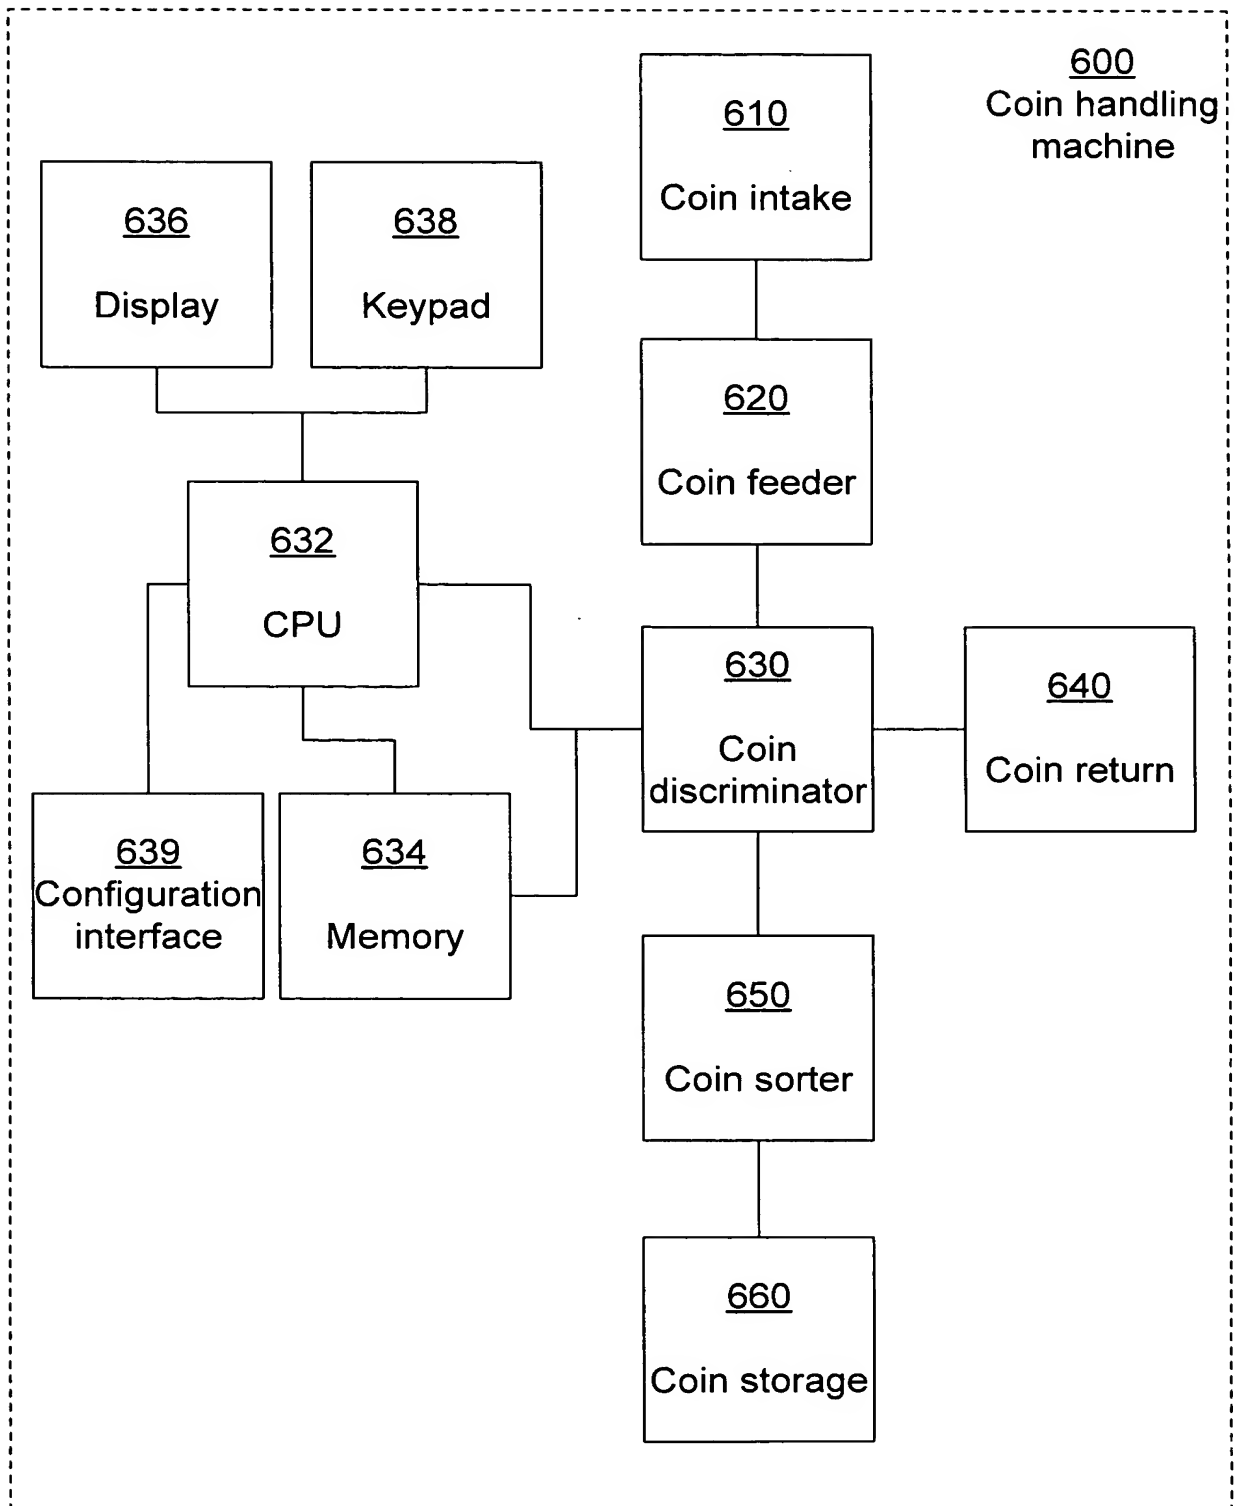 600
Coin handling
machine
610
Coin intake
636
Display
638
Keypad
620
Coin feeder
632
CPU
630
Coin
discriminator
640
Coin return
639
Configuration
interface
634
Memory
650
Coin sorter
660
Coin storage